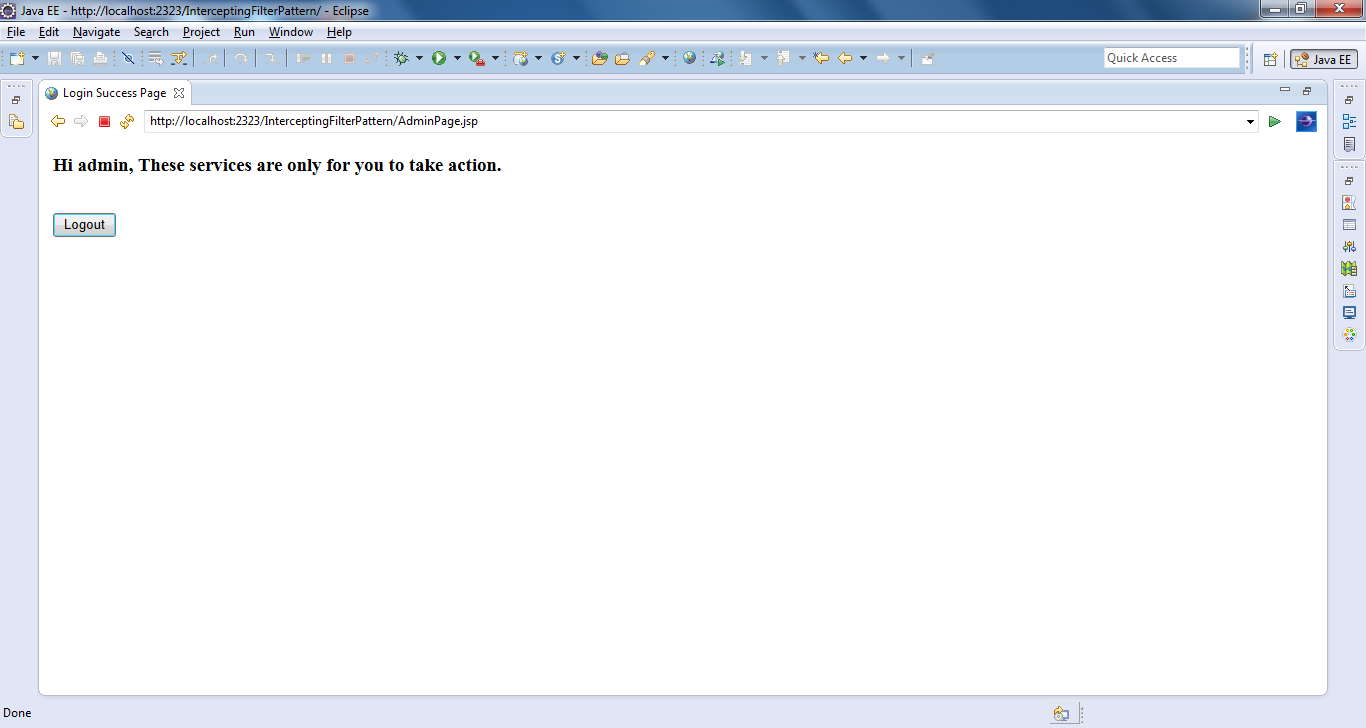 Java EE - http://localhost:2323/InterceptingFilterPattern/ - Eclipse
File Edit Navigate Search Project Run Window Help
Quick Access
Java EE
Login Success Page
http://localhost:2323/InterceptingFilterPattern/AdminPage.jsp
Hi admin, These services are only for you to take action.
Logout
Done